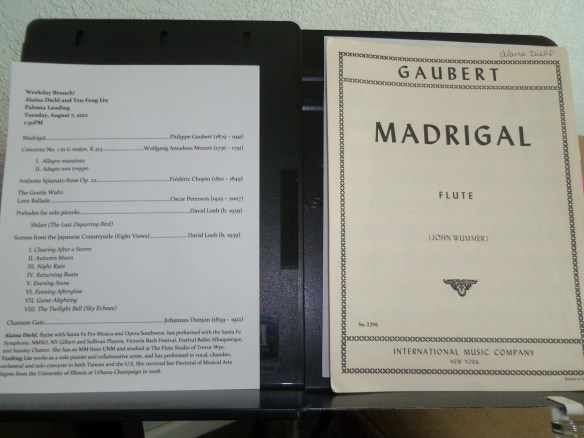 Weekday Brunch!
Alaina Diehl and Tzu-Feng Liu
Paloma Landing
Tuesday, August 7, 2012
1:30PM
Madrigal.....Philippe Gaubert (1879 – 1941)
Concerto No. 1 in G major, K.313.....Wolfgang Amadeus Mozart (1756 – 1791)
I. Allegro maestoso
II. Adagio non troppo
Andante Spianato from Op. 22.....Frédéric Chopin (1810 – 1849)
The Gentle Waltz
Love Ballade.....Oscar Peterson (1925 – 2007)
Preludes for solo piccolo.....David Loeb (b. 1939)
(The Last Departing Bird)
Scenes from the Japanese Countryside (Eight Views).....David Loeb (b. 1939)
I. Clearing After a Storm
II. Autumn Moon
III. Night Rain
IV. Returning Boats
V. Evening Snow
VI. Evening Afterglow
VII. Geese Alighting
VIII. The Twilight Bell (Sky Echoes)
Chanson Gaie.....Johannes Donjon (1839 – 1912)
Alaina Diehl, flutist with Santa Fe Pro Musica and Opera Southwest, has performed with the Santa Fe
Symphony, NMSO, NY Gilbert and Sullivan Players, Victoria Bach Festival, Festival Ballet Albuquerque,
and Sunday Chatter. She has an MM from UNM and studied at The Flute Studio of Trevor Wye.
Tzufeng Liu works as a solo pianist and collaborative artist, and has performed in vocal, chamber,
orchestral and solo concerts in both Taiwan and the U.S. She received her Doctoral of Musical Arts
degree from the University of Illinois at Urbana Champaign in 2008.
Alaina Diehl
GAUBERT
MADRIGAL
FLUTE
(JOHN WUMMER)
No. 2296
INTERNATIONAL MUSIC COMPANY
NEW YORK